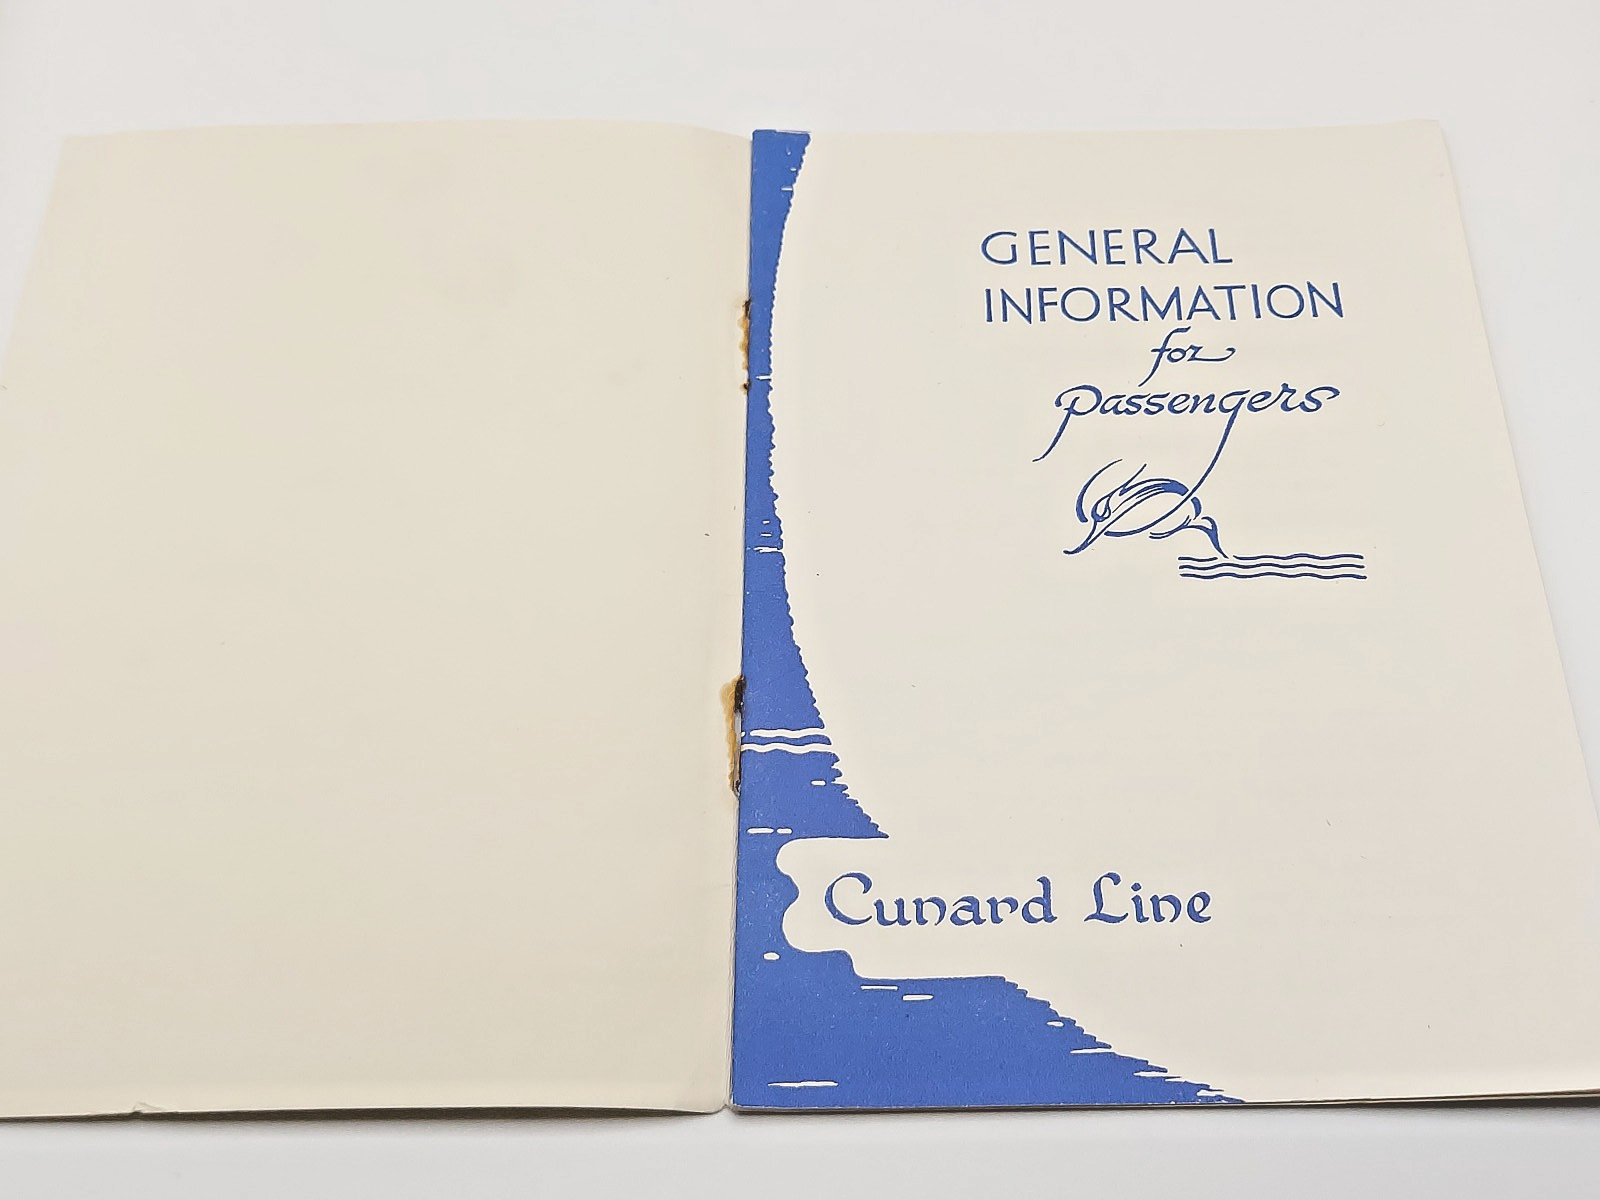 GENERAL
INFORMATION
for
Passengers
Cunard Line